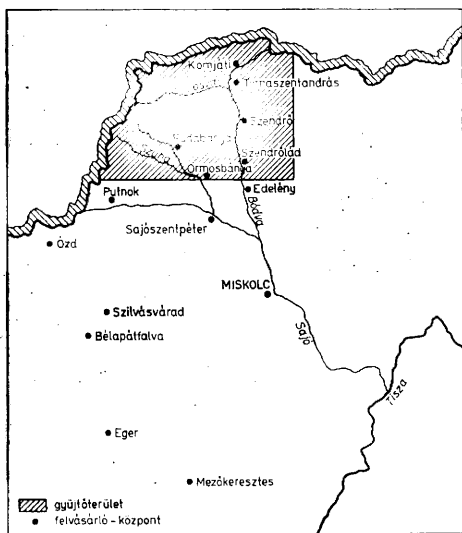 Komjáti
Tornaszentandrás
Szendrő
Rudabánya
Szendrőlád
Ormosbánya
Edelény
Putnok
Bódva
Sajószentpéter
Ózd
MISKOLC
Szilvásvárad
Sajó
Bélapátfalva
Tisza
Eger
Mezőkeresztes
gyűjtőterület
felvásárló-központ